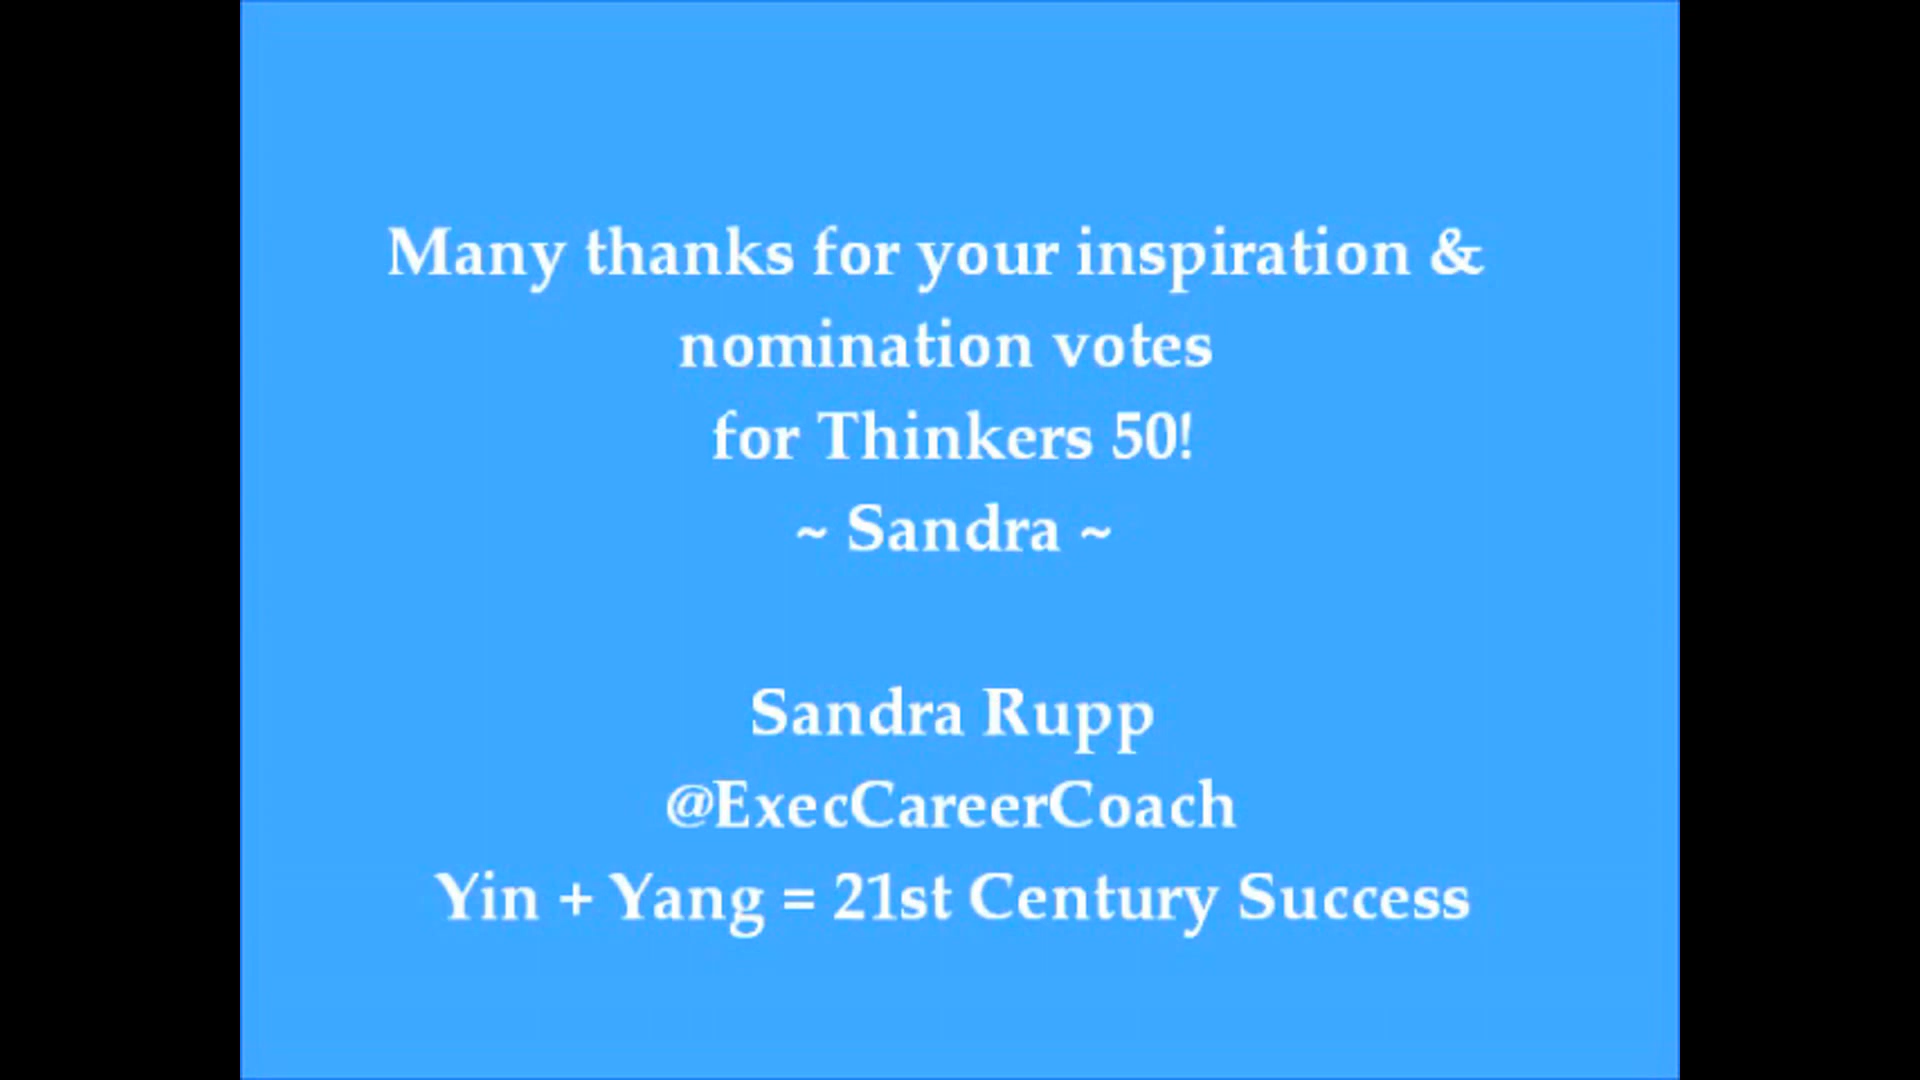 Many thanks for your inspiration &
nomination votes
for Thinkers 50!
~ Sandra ~
Sandra Rupp
@ExecCareerCoach
Yin + Yang = 21st Century Success